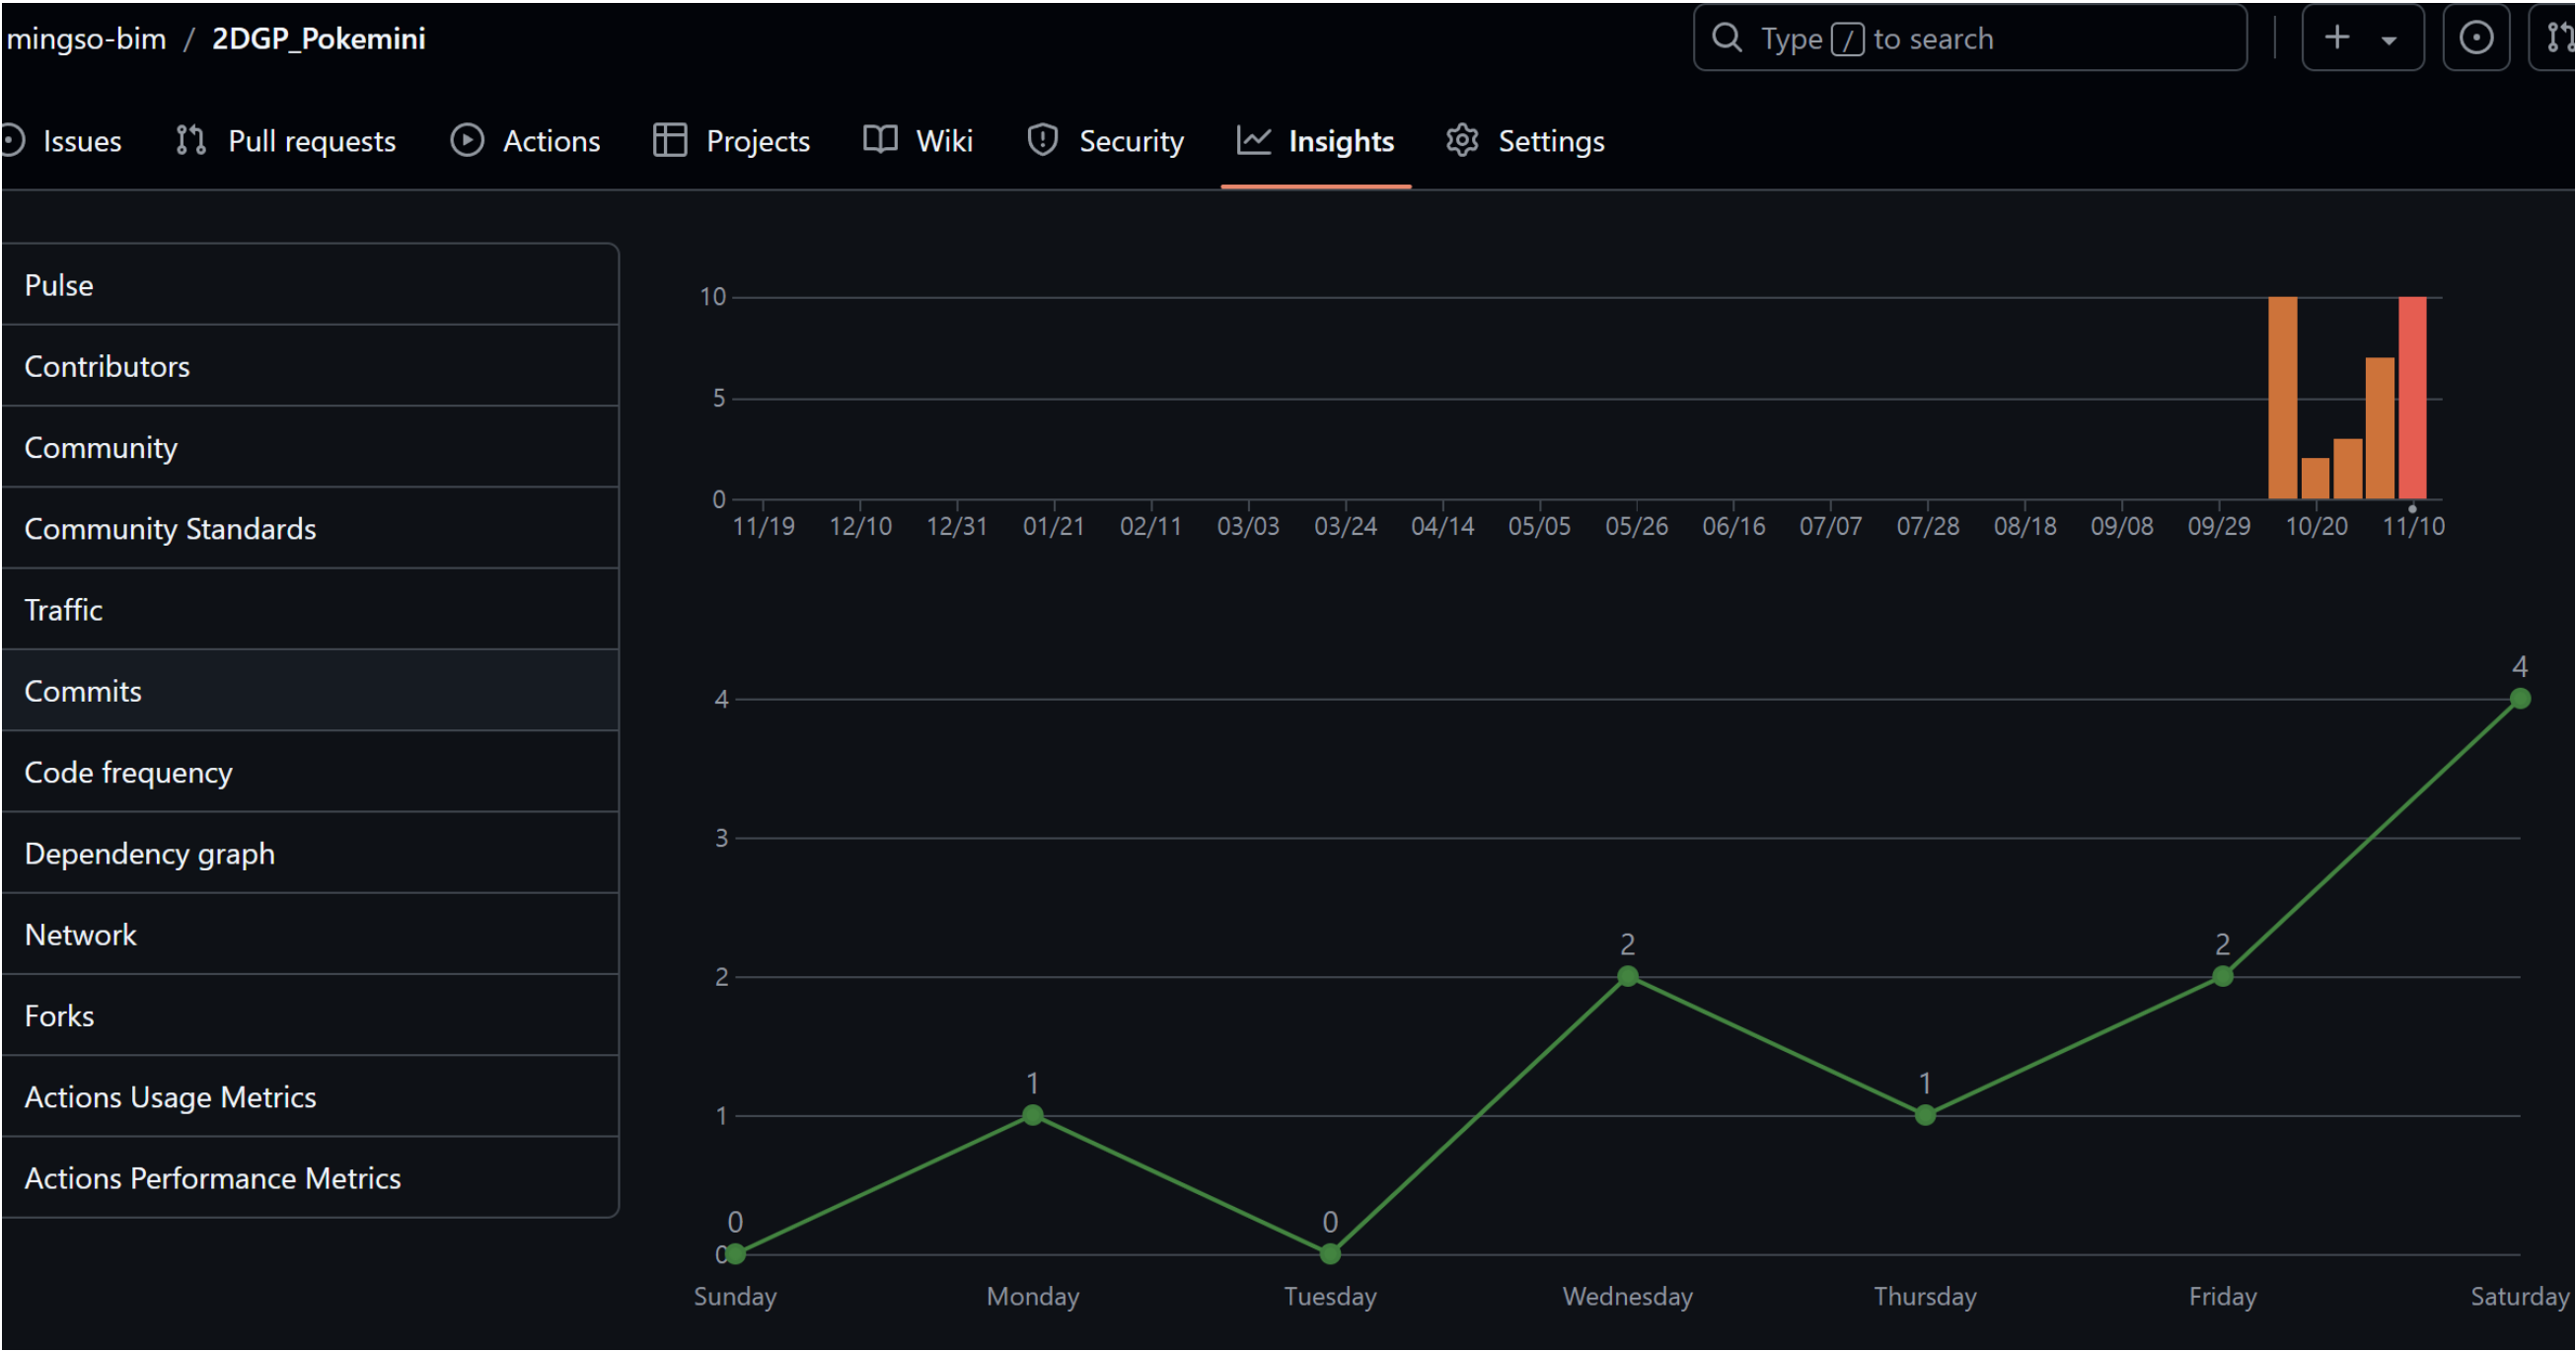 mingso-bim / 2DGP_Pokemini
Type / to search
Issues Pull requests Actions Projects Wiki Security Insights Settings
Pulse
Contributors
Community
Community Standards
Traffic
Commits
Code frequency
Dependency graph
Network
Forks
Actions Usage Metrics
Actions Performance Metrics
10
5
0
11/19 12/10 12/31 01/21 02/11 03/03 03/24 04/14 05/05 05/26 06/16 07/07 07/28 08/18 09/08 09/29 10/20 11/10
4
3
2
1
0
0 1 0 2 1 2 4
Sunday Monday Tuesday Wednesday Thursday Friday Saturday